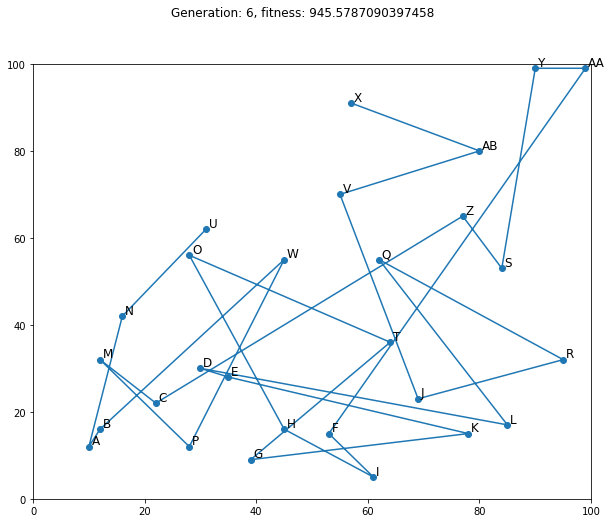 Generation: 6, fitness: 945.5787090397458
100
Y
AA
X
AB
80
V
Z
U
60
O
W
Q
S
N
40
T
M
D
E
R
C
20
J
B
L
A
P
H
F
K
G
I
0
0 20 40 60 80 100